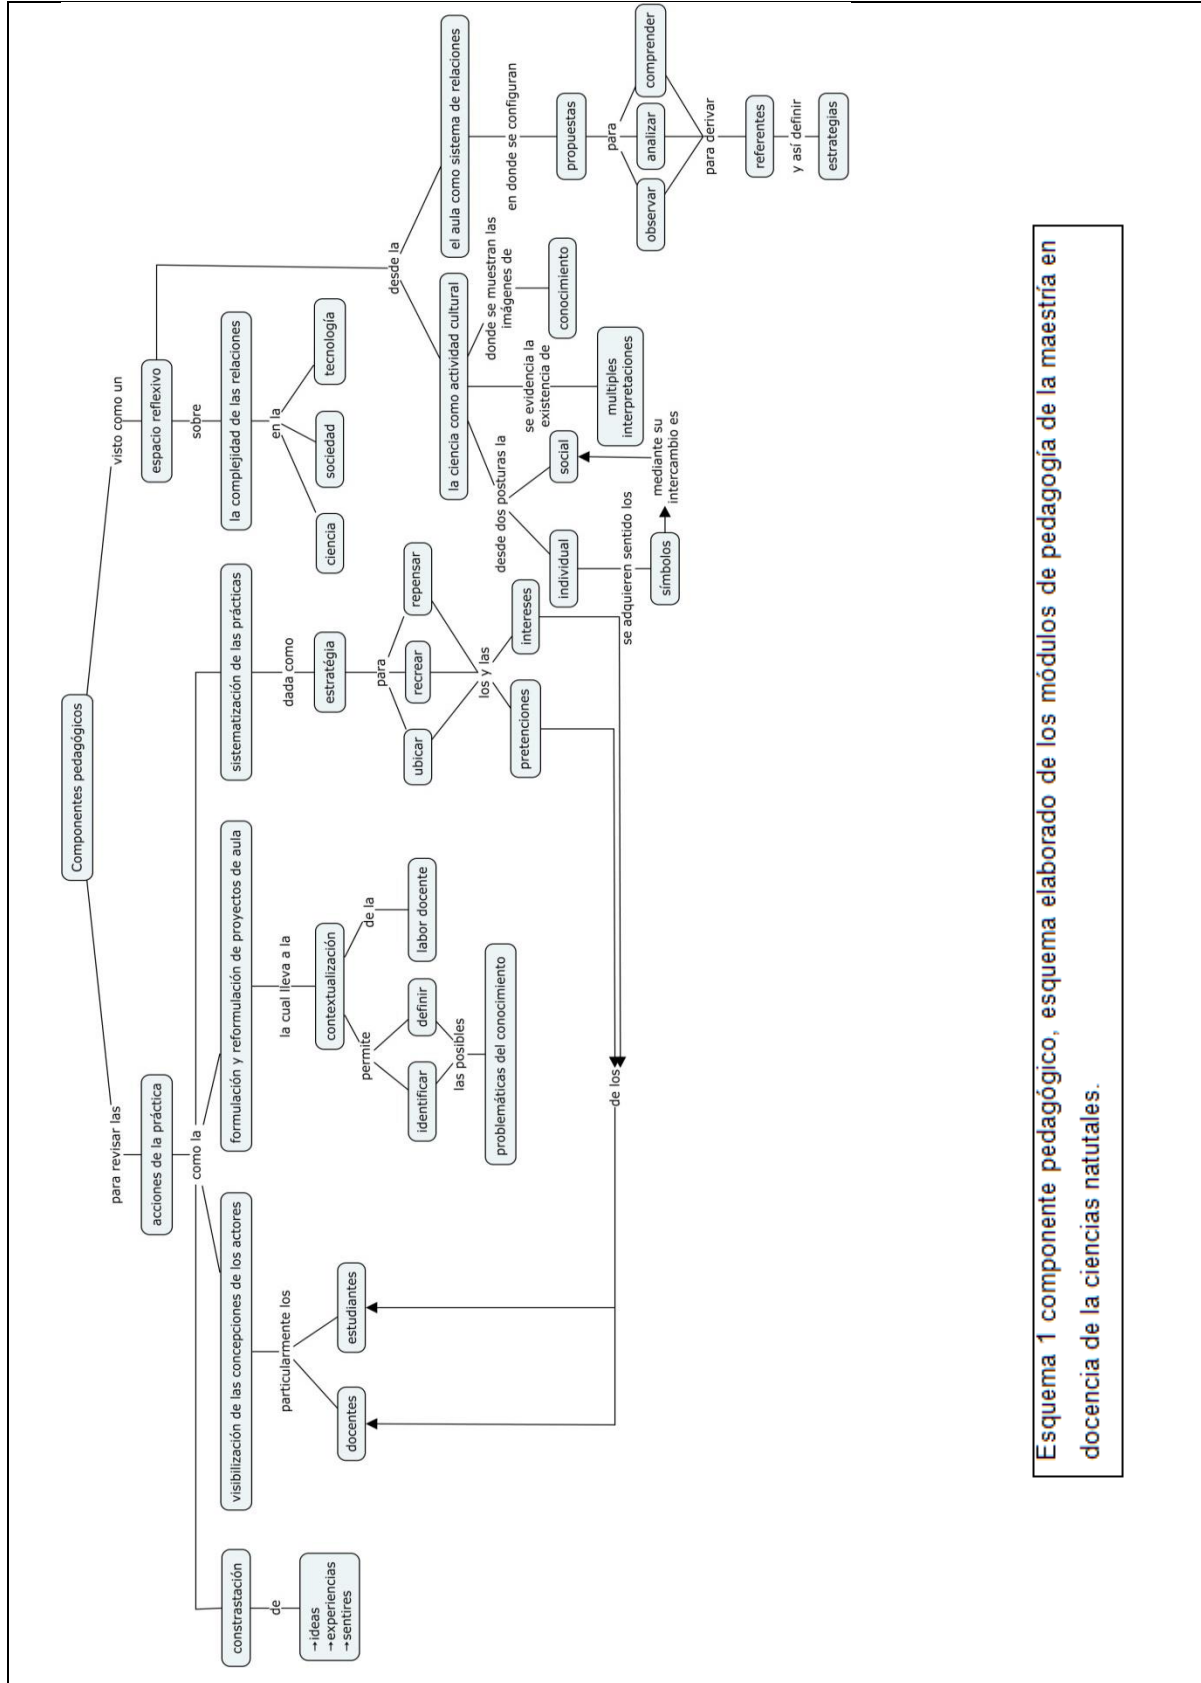 Componentes pedagógicos
para revisar las
visto como un
acciones de la práctica
espacio reflexivo
como la
sobre
constrastación
visibilización de las concepciones de los actores
formulación y reformulación de proyectos de aula
sistematización de las prácticas
la complejidad de las relaciones
de
→ideas
→experiencias
→sentires
particularmente los
docentes
estudiantes
la cual lleva a la
contextualización
permite
de la
identificar
definir
labor docente
las posibles
problemáticas del conocimiento
dada como
estratégia
para
ubicar
recrear
repensar
los y las
pretenciones
intereses
de los
en la
ciencia
sociedad
tecnología
desde la
la ciencia como actividad cultural
el aula como sistema de relaciones
desde dos posturas la
individual
social
se adquieren sentido los
símbolos
mediante su
intercambio es
se evidencia la
existencia de
multiples
interpretaciones
donde se muestran las
imágenes de
conocimiento
en donde se configuran
propuestas
para
observar
analizar
comprender
para derivar
referentes
y así definir
estrategias
Esquema 1 componente pedagógico, esquema elaborado de los módulos de pedagogía de la maestría en
docencia de la ciencias natutales.